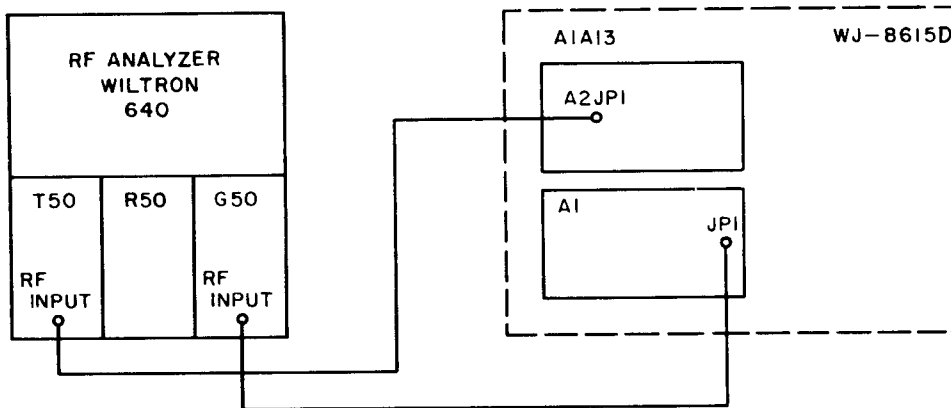 RF ANALYZER
WILTRON
640
T50
R50
G50
RF
INPUT
RF
INPUT
A1A13
WJ-8615D
A2JP1
A1
JP1